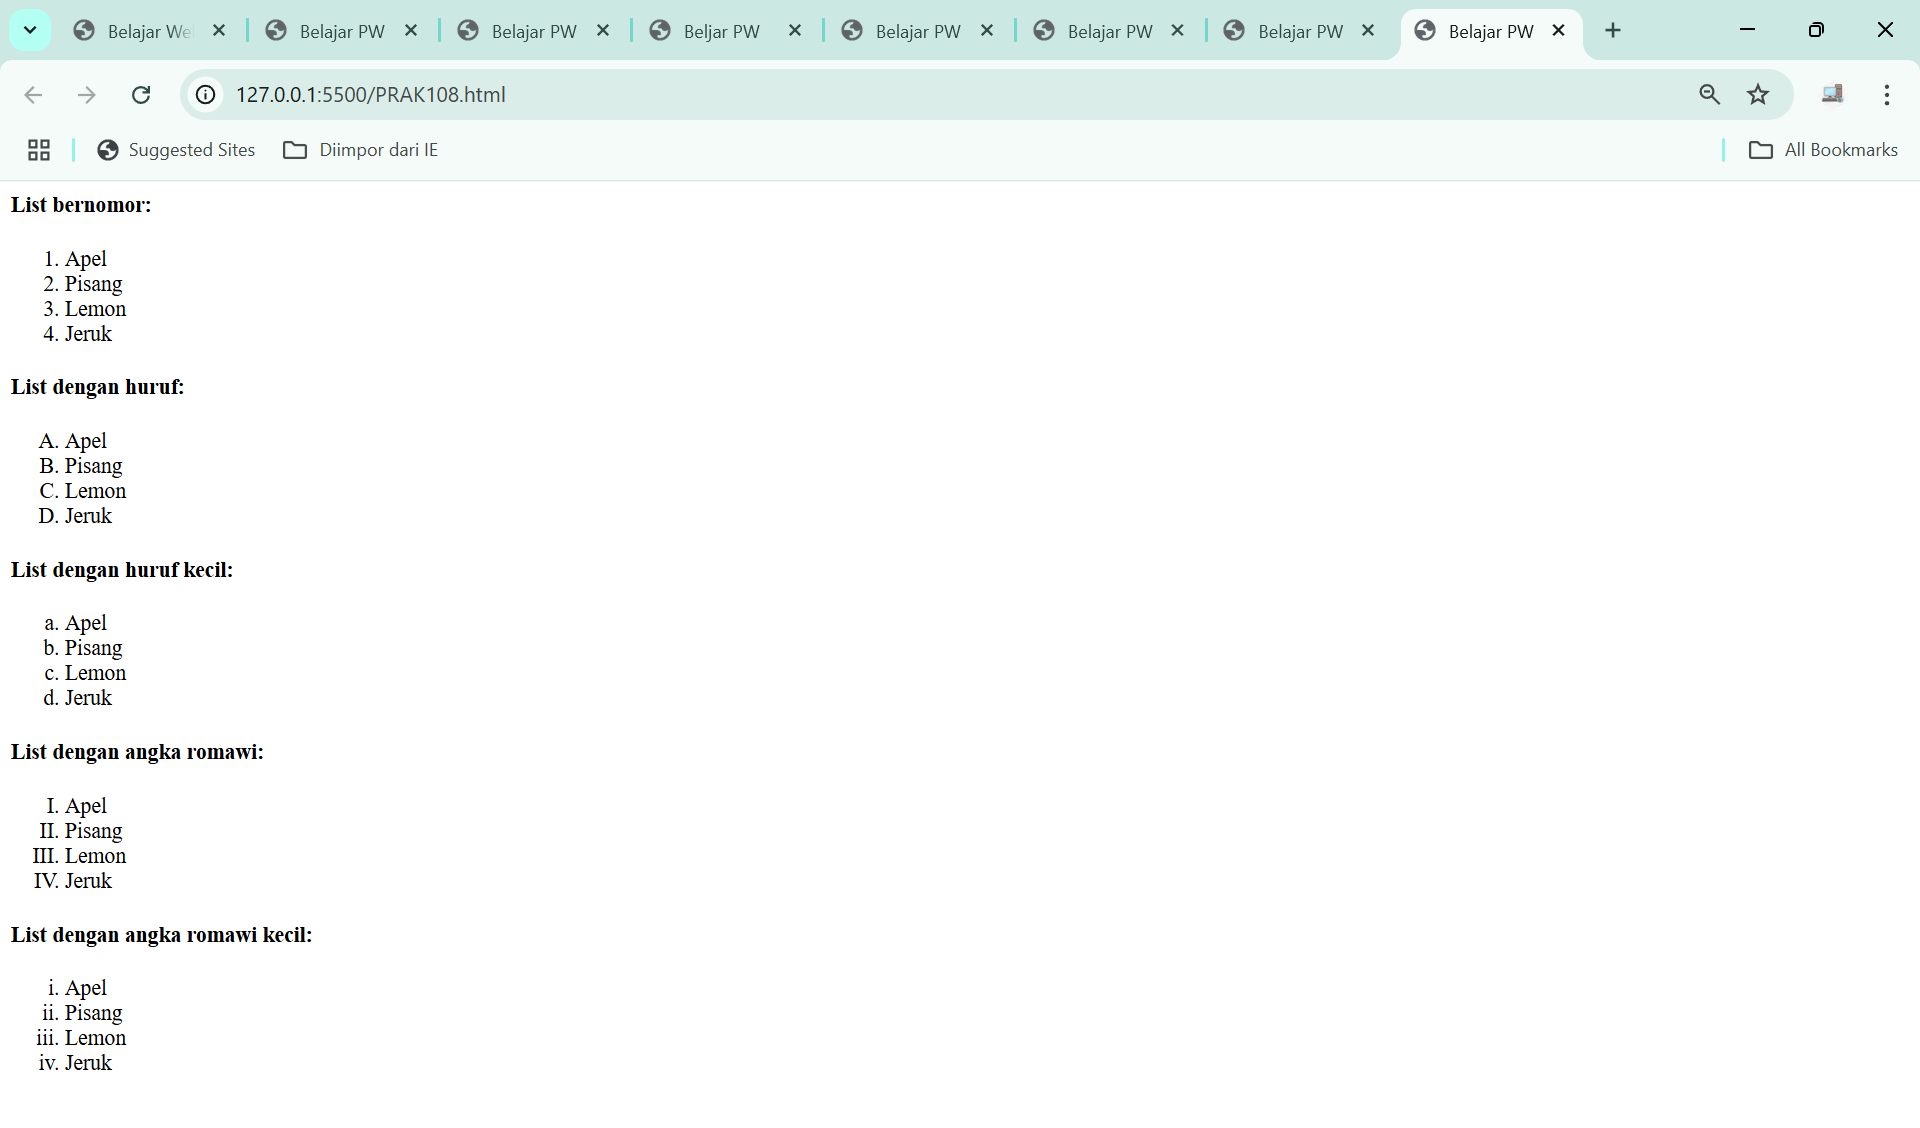 Belajar We
Belajar PW
Belajar PW
Beljar PW
Belajar PW
Belajar PW
Belajar PW
Belajar PW
127.0.0.1:5500/PRAK108.html
Suggested Sites
Diimpor dari IE
All Bookmarks
List bernomor:
1. Apel
2. Pisang
3. Lemon
4. Jeruk
List dengan huruf:
A. Apel
B. Pisang
C. Lemon
D. Jeruk
List dengan huruf kecil:
a. Apel
b. Pisang
c. Lemon
d. Jeruk
List dengan angka romawi:
I. Apel
II. Pisang
III. Lemon
IV. Jeruk
List dengan angka romawi kecil:
i. Apel
ii. Pisang
iii. Lemon
iv. Jeruk